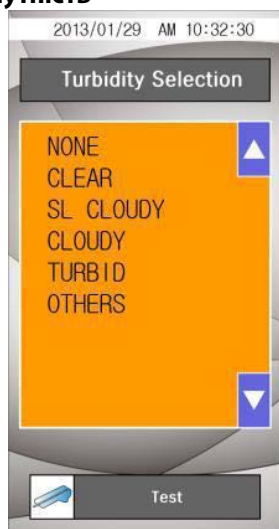 2013/01/29 AM 10:32:30
Turbidity Selection
NONE
CLEAR
SL CLOUDY
CLOUDY
TURBID
OTHERS
Test